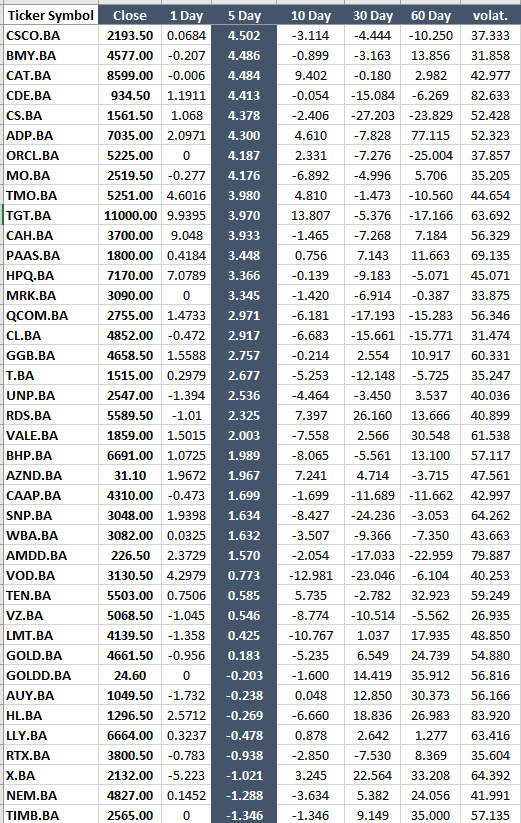 Ticker Symbol Close 1 Day 5 Day 10 Day 30 Day 60 Day volat.
CSCO.BA 2193.50 0.0684 4.502 -3.114 -4.444 -10.250 37.333
BMY.BA 4577.00 -0.207 4.486 -0.899 -3.163 13.856 31.858
CAT.BA 8599.00 -0.006 4.484 9.402 -0.180 2.982 42.977
CDE.BA 934.50 1.1911 4.413 -0.054 -15.084 -6.269 82.633
CS.BA 1561.50 1.068 4.378 -2.406 -27.203 -23.829 52.428
ADP.BA 7035.00 2.0971 4.300 4.610 -7.828 77.115 52.323
ORCL.BA 5225.00 0 4.187 2.331 -7.276 -25.004 37.857
MO.BA 2519.50 -0.277 4.176 -6.892 -4.996 5.706 35.205
TMO.BA 5251.00 4.6016 3.980 4.810 -1.473 -10.560 44.654
TGT.BA 11000.00 9.9395 3.970 13.807 -5.376 -17.166 63.692
CAH.BA 3700.00 9.048 3.933 -1.465 -7.268 7.184 56.329
PAAS.BA 1800.00 0.4184 3.448 0.756 7.143 11.663 69.135
HPQ.BA 7170.00 7.0789 3.366 -0.139 -9.183 -5.071 45.071
MRK.BA 3090.00 0 3.345 -1.420 -6.914 -0.387 33.875
QCOM.BA 2755.00 1.4733 2.971 -6.181 -17.193 -15.283 56.346
CL.BA 4852.00 -0.472 2.917 -6.683 -15.661 -15.771 31.474
GGB.BA 4658.50 1.5588 2.757 -0.214 2.554 10.917 60.331
T.BA 1515.00 0.2979 2.677 -5.253 -12.148 -5.725 35.247
UNP.BA 2547.00 -1.394 2.536 -4.464 -3.450 3.537 40.036
RDS.BA 5589.50 -1.01 2.325 7.397 26.160 13.666 40.899
VALE.BA 1859.00 1.5015 2.003 -7.558 2.566 30.548 61.538
BHP.BA 6691.00 1.0725 1.989 -8.065 -5.561 13.100 57.117
AZND.BA 31.10 1.9672 1.967 7.241 4.714 -3.715 47.561
CAAP.BA 4310.00 -0.473 1.699 -1.699 -11.689 -11.662 42.997
SNP.BA 3048.00 1.9398 1.634 -8.427 -24.236 -3.053 64.262
WBA.BA 3082.00 0.0325 1.632 -3.507 -9.366 -7.350 43.663
AMDD.BA 226.50 2.3729 1.570 -2.054 -17.033 -22.959 79.887
VOD.BA 3130.50 4.2979 0.773 -12.981 -23.046 -6.104 40.253
TEN.BA 5503.00 0.7506 0.585 5.735 -2.782 32.923 59.249
VZ.BA 5068.50 -1.045 0.546 -8.774 -10.514 -5.562 26.935
LMT.BA 4139.50 -1.358 0.425 -10.767 1.037 17.935 48.850
GOLD.BA 4661.50 -0.956 0.183 -5.235 6.549 24.739 54.880
GOLDD.BA 24.60 0 -0.203 -1.600 14.419 35.912 56.816
AUY.BA 1049.50 -1.732 -0.238 0.048 12.850 30.373 56.166
HL.BA 1296.50 2.5712 -0.269 -6.660 18.836 26.983 83.920
LLY.BA 6664.00 0.3237 -0.478 0.878 2.642 1.277 63.416
RTX.BA 3800.50 -0.783 -0.938 -2.850 -7.530 8.369 35.604
X.BA 2132.00 -5.223 -1.021 3.245 22.564 33.208 64.392
NEM.BA 4827.00 0.1452 -1.288 -3.634 5.382 24.056 41.991
TIMB.BA 2565.00 0 -1.346 -1.346 9.149 35.000 57.135